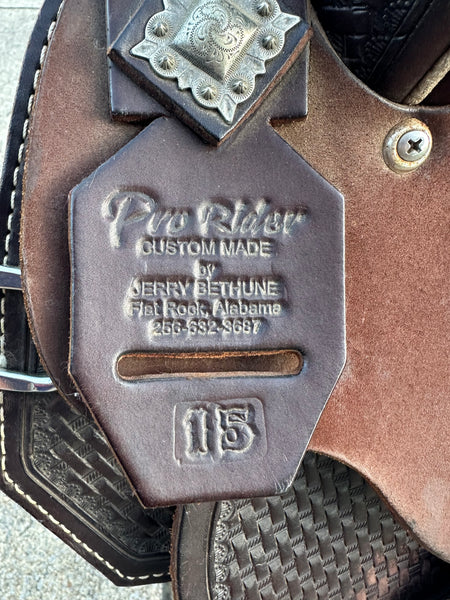 Pro Rider
CUSTOM MADE
by
JERRY BETHUNE
Flat Rock, Alabama
256-632-3687
15